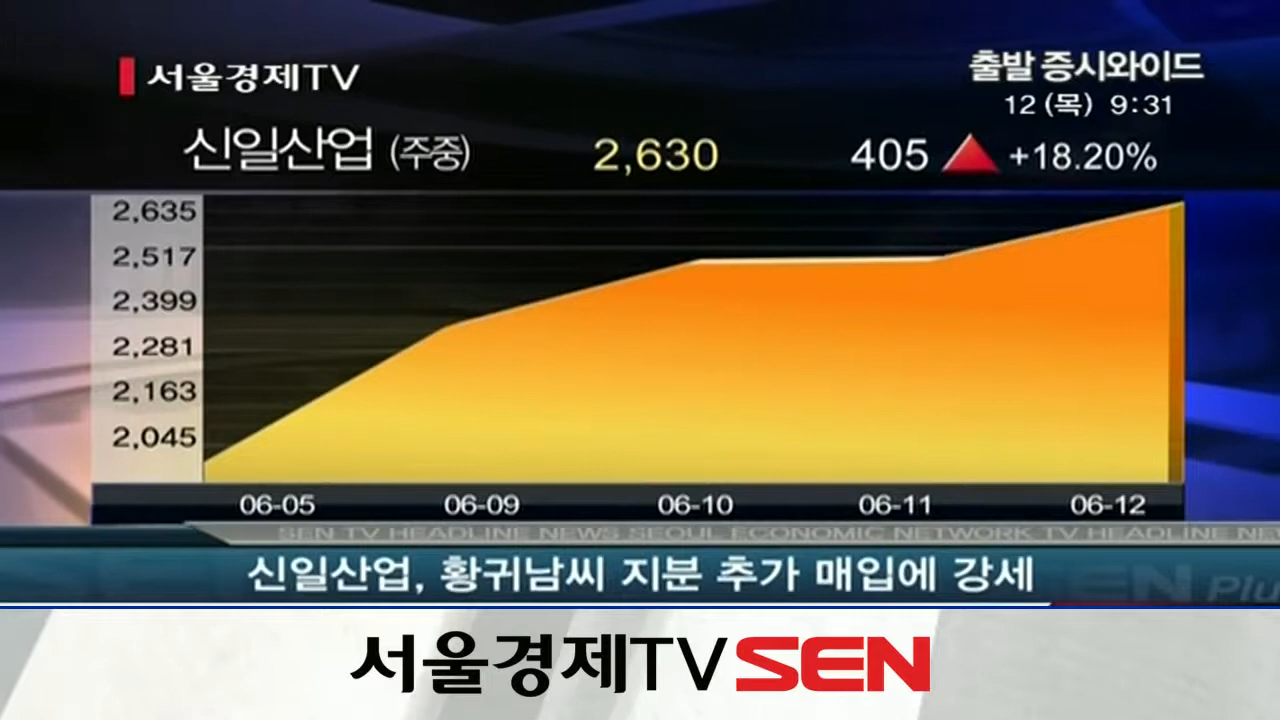 서울경제TV
출발 증시와이드
12 (목) 9:31
신일산업 (주중) 2,630 405 ▲ +18.20%
2,635
2,517
2,399
2,281
2,163
2,045
06-05 06-09 06-10 06-11 06-12
SEN TV HEADLINE NEWS SEOUL ECONOMIC NETWORK TV HEADLINE NE
신일산업, 황귀남씨 지분 추가 매입에 강세
SEN Plu
서울경제TV SEN